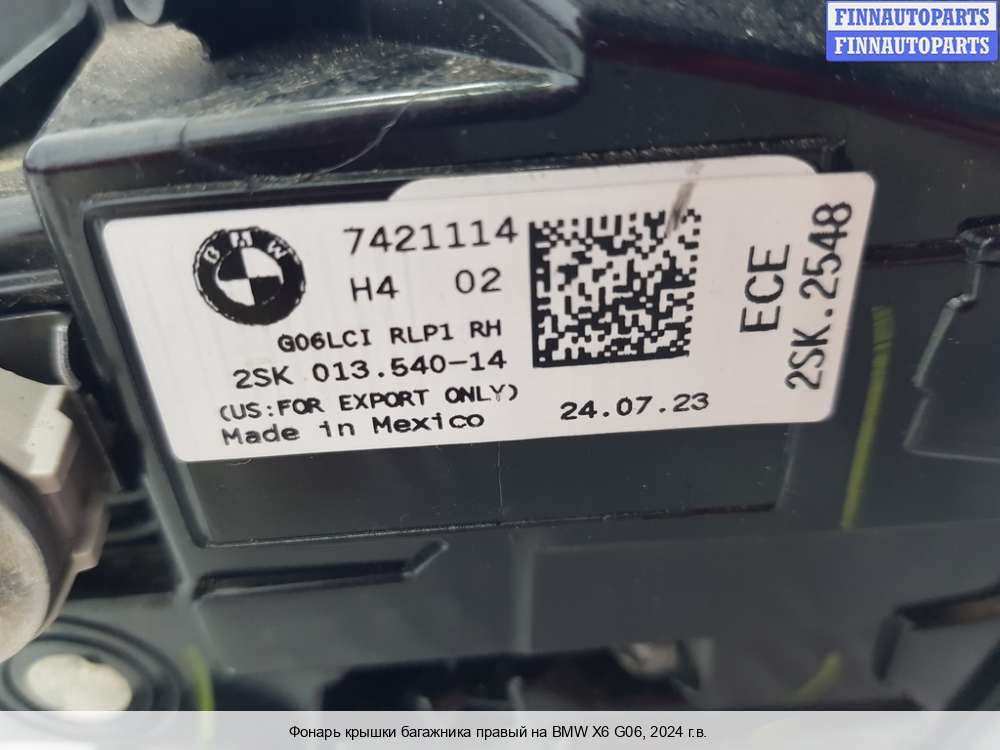 FINNAUTOPARTS
FINNAUTOPARTS
BMW
7421114
H4 02
G06LCI RLP1 RH
2SK 013.540-14
(US:FOR EXPORT ONLY)
Made in Mexico
24.07.23
ECE
2SK.2548
Фонарь крышки багажника правый на BMW X6 G06, 2024 г.в.